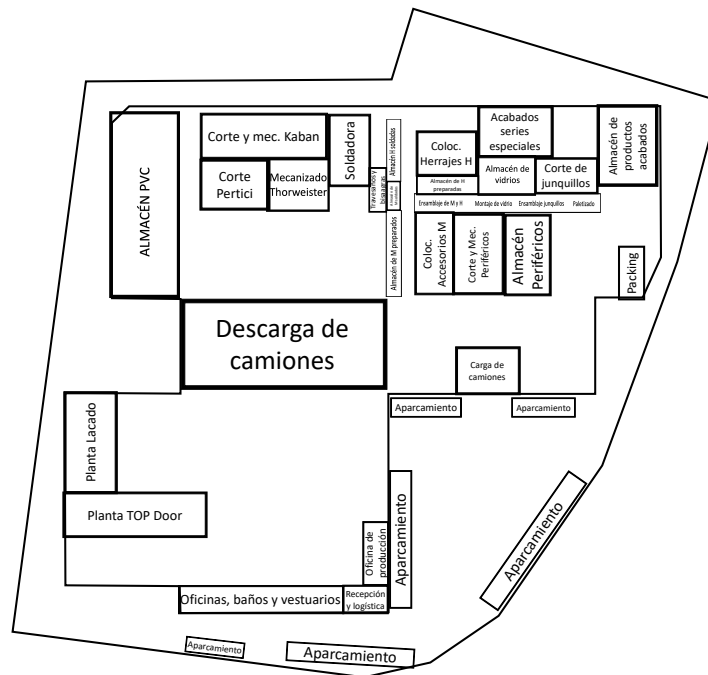 ALMACÉN PVC
Corte y mec. Kaban
Corte
Pertici
Mecanizado
Thorweister
Soldadora
Travesaños y
bisaagras
Almacén H soldados
Almacén de M preparados
Coloc.
Herrajes H
Almacén de H
preparadas
Acabados
series
especiales
Almacén de
vidrios
Corte de
junquillos
Almacén de
productos
acabados
Ensamblaje de M y H
Montaje de vidrio
Ensamblaje junquillos
Paletizado
Coloc.
Accesorios M
Corte y Mec.
Periféricos
Almacén
Periféricos
Packing
Descarga de
camiones
Carga de
camiones
Aparcamiento
Aparcamiento
Planta Lacado
Planta TOP Door
Aparcamiento
Aparcamiento
Oficina de
producción
Oficinas, baños y vestuarios
Recepción
y logística
Aparcamiento
Aparcamiento